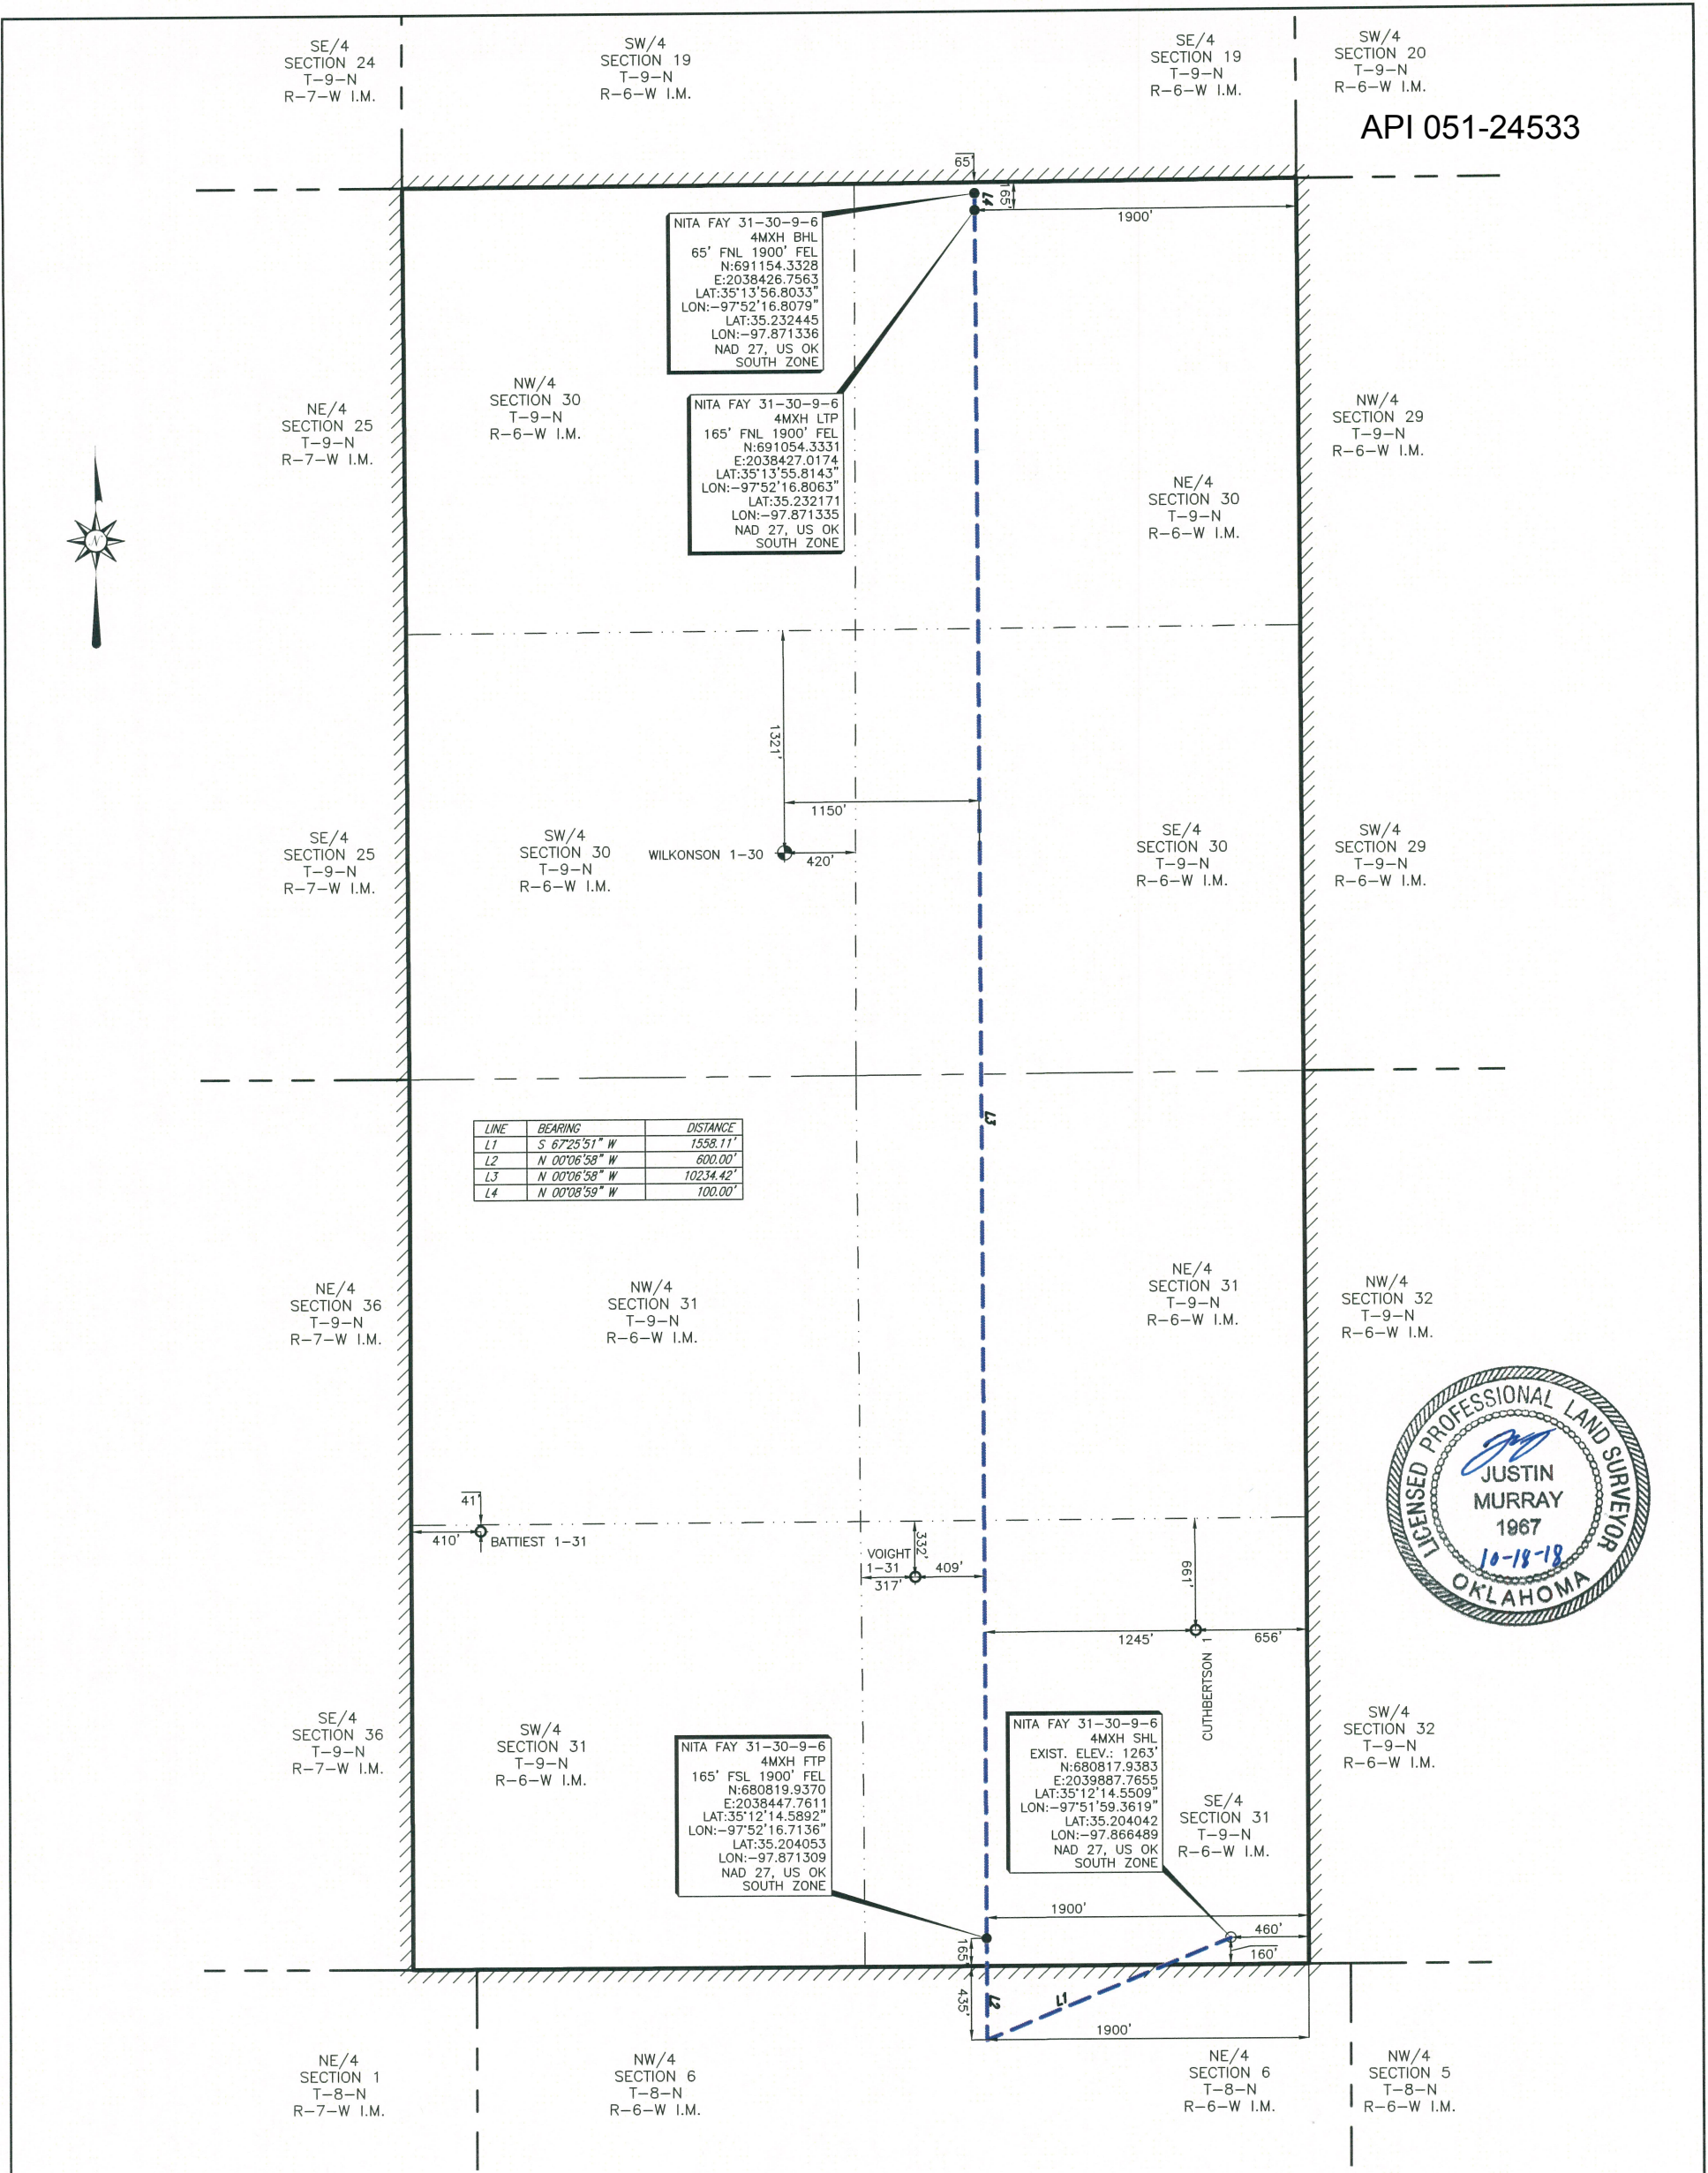 SE/4
SECTION 24
T-9-N
R-7-W I.M.
SW/4
SECTION 19
T-9-N
R-6-W I.M.
SE/4
SECTION 19
T-9-N
R-6-W I.M.
SW/4
SECTION 20
T-9-N
R-6-W I.M.
API 051-24533
65'
L4
165'
1900'
NITA FAY 31-30-9-6
4MXH BHL
65' FNL 1900' FEL
N:691154.3328
E:2038426.7563
LAT:35°13'56.8033"
LON:-97°52'16.8079"
LAT:35.232445
LON:-97.871336
NAD 27, US OK
SOUTH ZONE
NITA FAY 31-30-9-6
4MXH LTP
165' FNL 1900' FEL
N:691054.3331
E:2038427.0174
LAT:35°13'55.8143"
LON:-97°52'16.8063"
LAT:35.232171
LON:-97.871335
NAD 27, US OK
SOUTH ZONE
NE/4
SECTION 25
T-9-N
R-7-W I.M.
NW/4
SECTION 30
T-9-N
R-6-W I.M.
NE/4
SECTION 30
T-9-N
R-6-W I.M.
NW/4
SECTION 29
T-9-N
R-6-W I.M.
N
1321'
1150'
WILKONSON 1-30
420'
SE/4
SECTION 25
T-9-N
R-7-W I.M.
SW/4
SECTION 30
T-9-N
R-6-W I.M.
SE/4
SECTION 30
T-9-N
R-6-W I.M.
SW/4
SECTION 29
T-9-N
R-6-W I.M.
L3
LINE BEARING DISTANCE
L1 S 67°25'51" W 1558.11'
L2 N 00°06'58" W 600.00'
L3 N 00°06'58" W 10234.42'
L4 N 00°08'59" W 100.00'
NE/4
SECTION 36
T-9-N
R-7-W I.M.
NW/4
SECTION 31
T-9-N
R-6-W I.M.
NE/4
SECTION 31
T-9-N
R-6-W I.M.
NW/4
SECTION 32
T-9-N
R-6-W I.M.
LICENSED PROFESSIONAL LAND SURVEYOR
JUSTIN
MURRAY
1967
10-18-18
OKLAHOMA
41'
410'
BATTIEST 1-31
VOIGHT
1-31
317'
332'
409'
661'
1245'
656'
CUTHBERTSON 1
SE/4
SECTION 36
T-9-N
R-7-W I.M.
SW/4
SECTION 31
T-9-N
R-6-W I.M.
NITA FAY 31-30-9-6
4MXH FTP
165' FSL 1900' FEL
N:680819.9370
E:2038447.7611
LAT:35°12'14.5892"
LON:-97°52'16.7136"
LAT:35.204053
LON:-97.871309
NAD 27, US OK
SOUTH ZONE
NITA FAY 31-30-9-6
4MXH SHL
EXIST. ELEV.: 1263'
N:680817.9383
E:2039887.7655
LAT:35°12'14.5509"
LON:-97°51'59.3619"
LAT:35.204042
LON:-97.866489
NAD 27, US OK
SOUTH ZONE
SE/4
SECTION 31
T-9-N
R-6-W I.M.
SW/4
SECTION 32
T-9-N
R-6-W I.M.
1900'
460'
160'
165'
435'
L2
L1
1900'
NE/4
SECTION 1
T-8-N
R-7-W I.M.
NW/4
SECTION 6
T-8-N
R-6-W I.M.
NE/4
SECTION 6
T-8-N
R-6-W I.M.
NW/4
SECTION 5
T-8-N
R-6-W I.M.